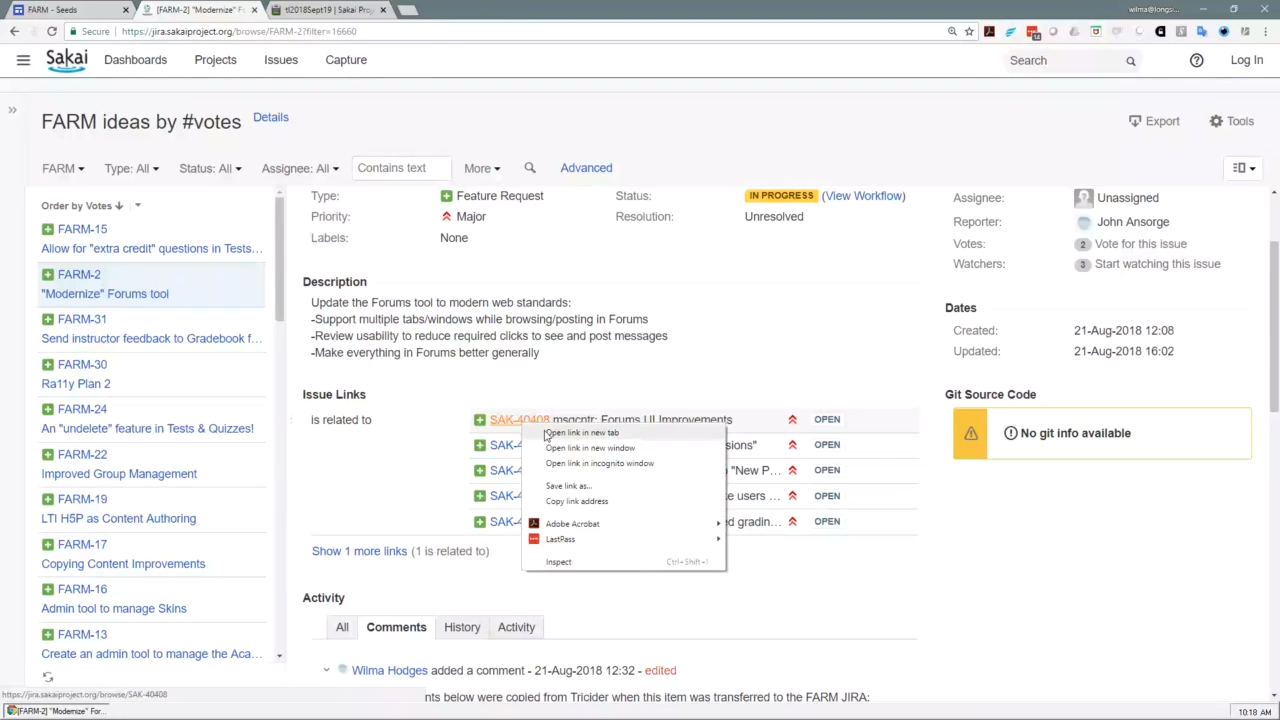 FARM - Seeds
[FARM-2] "Modernize" F
tl2018Sept19 | Sakai Proj
wilma@longs
Secure
https://jira.sakaiproject.org/browse/FARM-2?filter=16660
Sakai
Dashboards
Projects
Issues
Capture
Search
Log In
FARM ideas by #votes
Details
Export
Tools
FARM
Type: All
Status: All
Assignee: All
Contains text
More
Advanced
Order by Votes
FARM-15
Allow for "extra credit" questions in Tests…
FARM-2
"Modernize" Forums tool
FARM-31
Send instructor feedback to Gradebook f…
FARM-30
Ra11y Plan 2
FARM-24
An "undelete" feature in Tests & Quizzes!
FARM-22
Improved Group Management
FARM-19
LTI H5P as Content Authoring
FARM-17
Copying Content Improvements
FARM-16
Admin tool to manage Skins
FARM-13
Create an admin tool to manage the Aca…
Type:
Feature Request
Status:
IN PROGRESS
(View Workflow)
Priority:
Major
Resolution:
Unresolved
Labels:
None
Description
Update the Forums tool to modern web standards:
-Support multiple tabs/windows while browsing/posting in Forums
-Review usability to reduce required clicks to see and post messages
-Make everything in Forums better generally
Issue Links
is related to
SAK-40408 msgcntr: Forums UI Improvements
OPEN
SAK-4
sions"
OPEN
SAK-4
"New P…
OPEN
SAK-4
users …
OPEN
SAK-4
ed gradin…
OPEN
Open link in new tab
Open link in new window
Open link in incognito window
Save link as...
Copy link address
Adobe Acrobat
LastPass
Inspect
Ctrl+Shift+I
Show 1 more links (1 is related to)
Activity
All
Comments
History
Activity
Wilma Hodges added a comment - 21-Aug-2018 12:32 - edited
nts below were copied from Tricider when this item was transferred to the FARM JIRA:
Assignee:
Unassigned
Reporter:
John Ansorge
Votes:
2
Vote for this issue
Watchers:
3
Start watching this issue
Dates
Created:
21-Aug-2018 12:08
Updated:
21-Aug-2018 16:02
Git Source Code
No git info available
https://jira.sakaiproject.org/browse/SAK-40408
[FARM-2] "Modernize" For...
10:18 AM